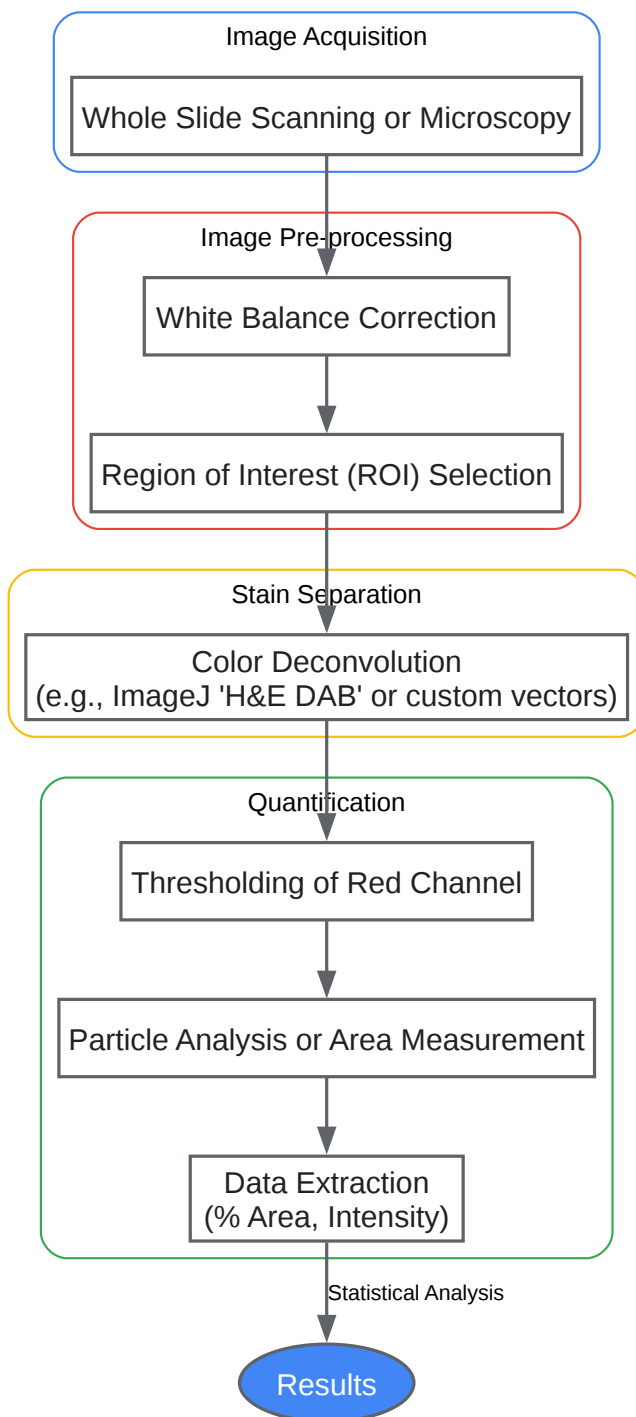 Image Acquisition
Whole Slide Scanning or Microscopy
Image Pre-processing
White Balance Correction
Region of Interest (ROI) Selection
Stain Separation
Color Deconvolution
(e.g., ImageJ 'H&E DAB' or custom vectors)
Quantification
Thresholding of Red Channel
Particle Analysis or Area Measurement
Data Extraction
(% Area, Intensity)
Statistical Analysis
Results